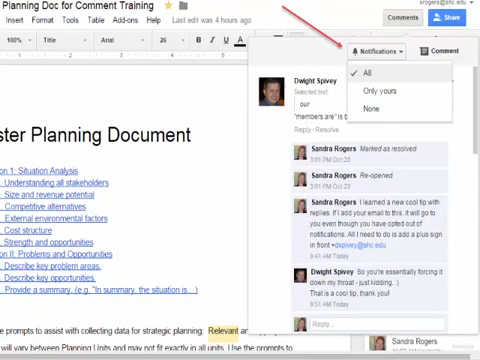 Planning Doc for Comment Training
srogers@shc.edu
Insert Format Tools Table Add-ons Help Last edit was 4 hours ago
Comments
Share
100% Title Arial 26 B I U A
Notifications
Comment
All
Only yours
None
Dwight Spivey
Selected text:
our
"members are" is b
Reply · Resolve
Sandra Rogers Marked as resolved
3:01 PM Oct 23
Sandra Rogers Re-opened
3:01 PM Oct 23
Sandra Rogers I learned a new cool tip with
replies. If I add your email to this, it will go to
you even though you have opted out of
notifications. All I need to do is add a plus sign
in front +dspivey@shc.edu
9:41 AM Today
Dwight Spivey So you're essentially forcing it
down my throat - just kidding. :)
That is a cool tip, thank you!
9:51 AM Today
Reply...
Sandra Rogers
ster Planning Document
on 1: Situation Analysis
. Understanding all stakeholders
. Size and revenue potential
. Competitive alternatives
. External environmental factors
. Cost structure
. Strength and opportunities
on II: Problems and Opportunities
. Describe key problem areas.
. Describe key opportunities.
. Provide a summary. (e.g. "In summary, the situation is...)
e prompts to assist with collecting data for strategic planning; Relevant
will vary between Planning Units and may not fit exactly in all units. Use the prompts to